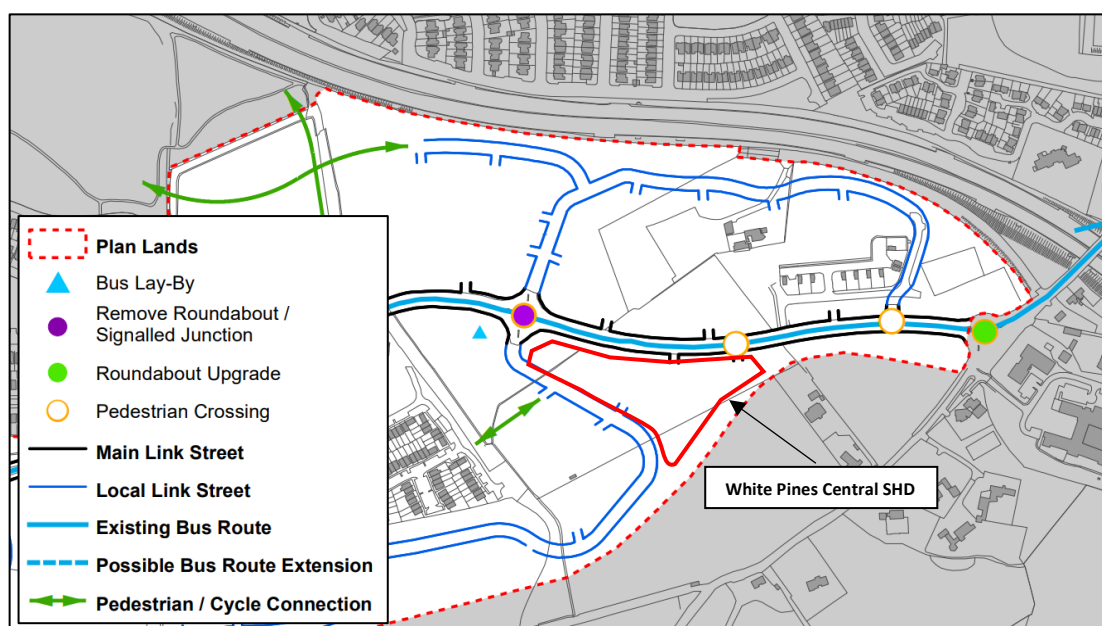 Plan Lands
Bus Lay-By
Remove Roundabout /
Signalled Junction
Roundabout Upgrade
Pedestrian Crossing
Main Link Street
Local Link Street
Existing Bus Route
Possible Bus Route Extension
Pedestrian / Cycle Connection
White Pines Central SHD